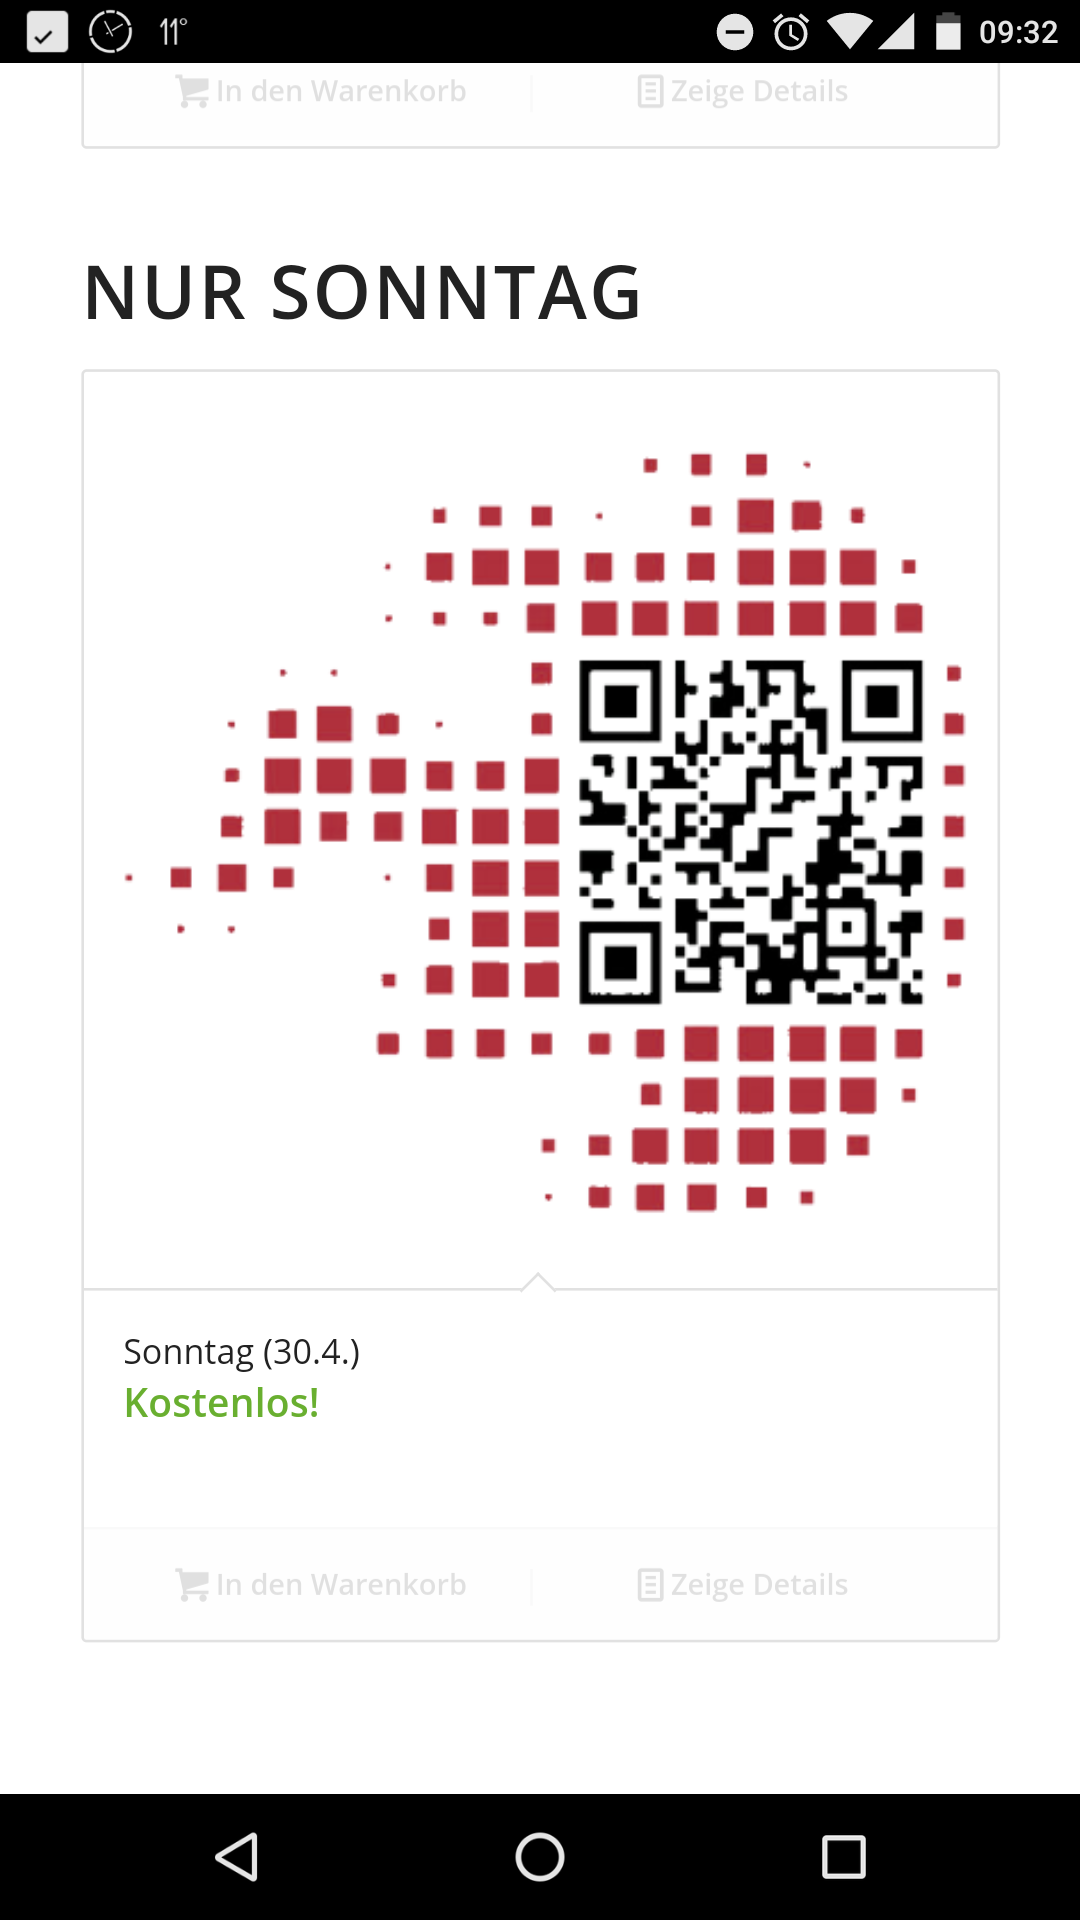 11° 09:32
In den Warenkorb Zeige Details
NUR SONNTAG
Sonntag (30.4.)
Kostenlos!
In den Warenkorb Zeige Details